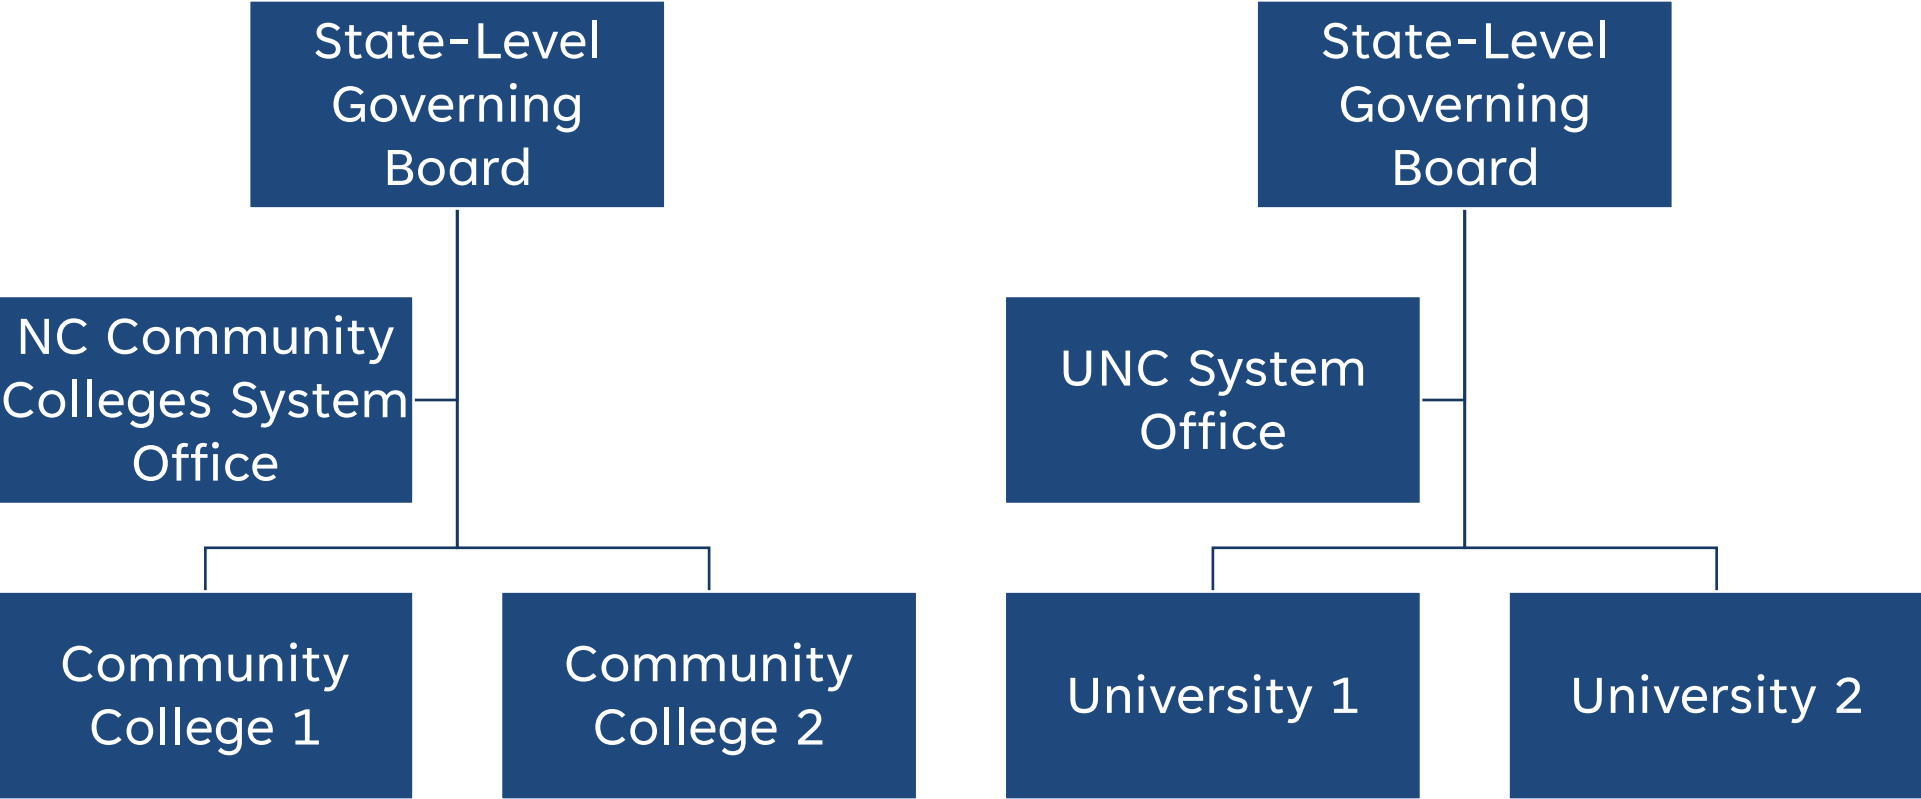 State-Level
Governing
Board
NC Community
Colleges System
Office
Community
College 1
Community
College 2
State-Level
Governing
Board
UNC System
Office
University 1
University 2